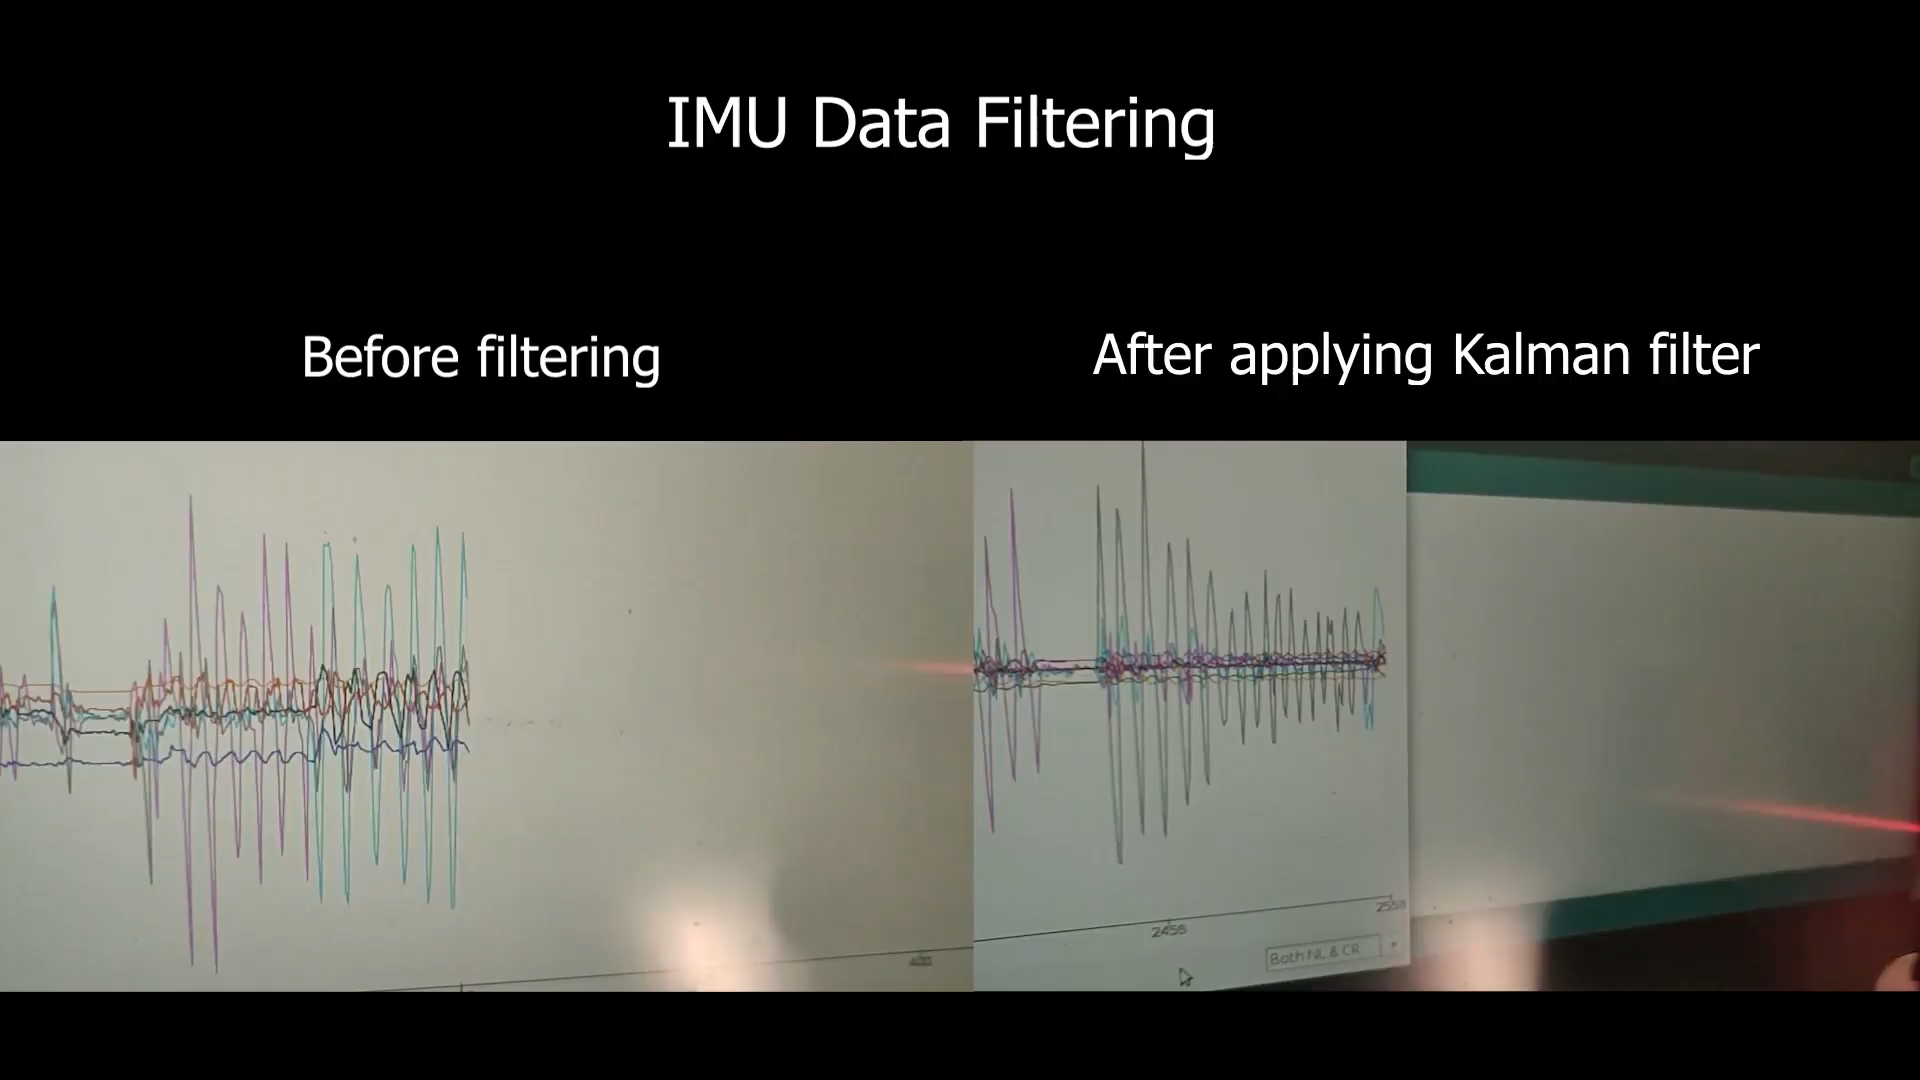 IMU Data Filtering
Before filtering
After applying Kalman filter
2455
2555
Both NL & CR